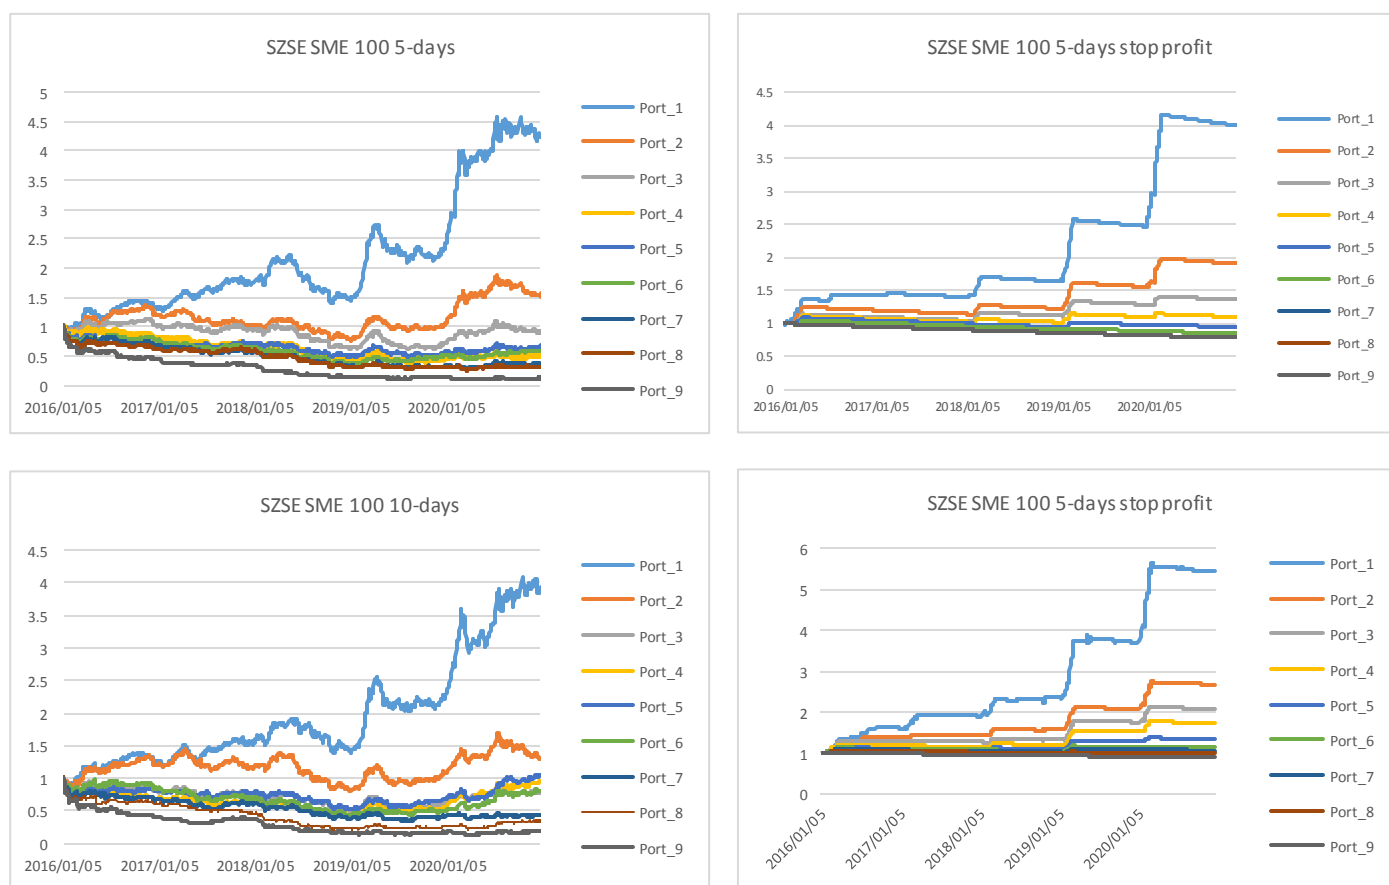 SZSE SME 100 5-days
5
4.5
4
3.5
3
2.5
2
1.5
1
0.5
0
2016/01/05 2017/01/05 2018/01/05 2019/01/05 2020/01/05
Port_1
Port_2
Port_3
Port_4
Port_5
Port_6
Port_7
Port_8
Port_9
SZSE SME 100 5-days stop profit
4.5
4
3.5
3
2.5
2
1.5
1
0.5
0
2016/01/05 2017/01/05 2018/01/05 2019/01/05 2020/01/05
Port_1
Port_2
Port_3
Port_4
Port_5
Port_6
Port_7
Port_8
Port_9
SZSE SME 100 10-days
4.5
4
3.5
3
2.5
2
1.5
1
0.5
0
2016/01/05 2017/01/05 2018/01/05 2019/01/05 2020/01/05
Port_1
Port_2
Port_3
Port_4
Port_5
Port_6
Port_7
Port_8
Port_9
SZSE SME 100 5-days stop profit
6
5
4
3
2
1
0
2016/01/05 2017/01/05 2018/01/05 2019/01/05 2020/01/05
Port_1
Port_2
Port_3
Port_4
Port_5
Port_6
Port_7
Port_8
Port_9